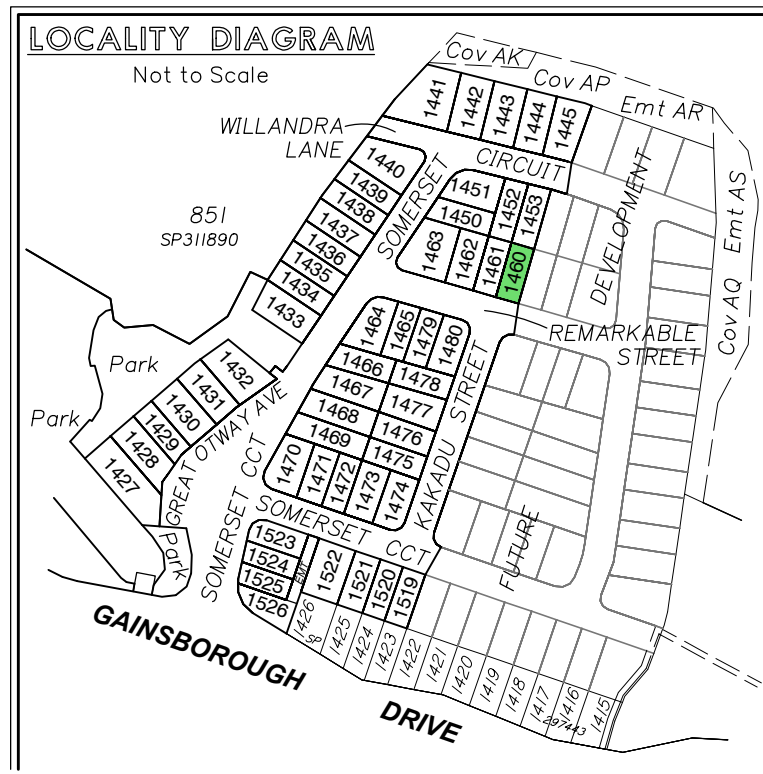 LOCALITY DIAGRAM
Not to Scale
Cov AK
Cov AP
Emt AR
Emt AS
Cov AQ
1441
1442
1443
1444
1445
WILLANDRA
LANE
SOMERSET
CIRCUIT
DEVELOPMENT
851
SP311890
1440
1439
1438
1437
1436
1435
1434
1433
1451
1450
1452
1453
1463
1462
1461
1460
REMARKABLE
STREET
1464
1465
1479
1480
1466
1478
1467
1477
1468
1476
1469
1475
1470
1471
1472
1473
1474
KAKADU STREET
Park
Park
1432
1431
1430
1429
1428
1427
GREAT OTWAY AVE
SOMERSET CCT
SOMERSET CCT
Park
FUTURE
1523
1524
1525
1526
EMT
1522
1521
1520
1519
1426
SP
1425
1424
1423
1422
1421
1420
1419
1418
1417
1416
1415
297443
GAINSBOROUGH
DRIVE